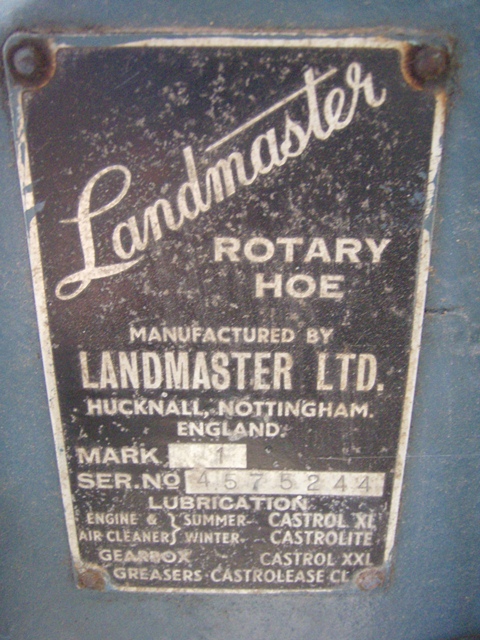 Landmaster
ROTARY
HOE
MANUFACTURED BY
LANDMASTER LTD.
HUCKNALL, NOTTINGHAM.
ENGLAND.
MARK 1
SER.NO 4575244
LUBRICATION
ENGINE & } SUMMER- CASTROL XL
AIR CLEANER } WINTER- CASTROLITE
GEARBOX CASTROL XXL
GREASERS-CASTROLEASE CL